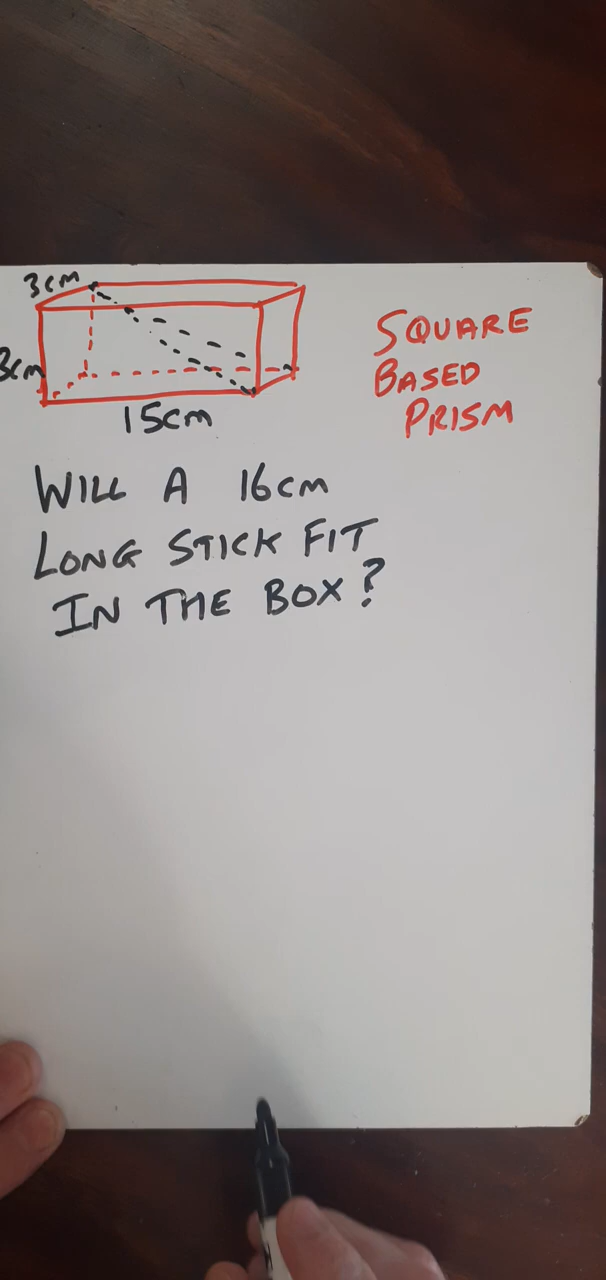 3cm
3cm
15cm
SQUARE
BASED
PRISM
WILL A 16cm
LONG STICK FIT
IN THE BOX?